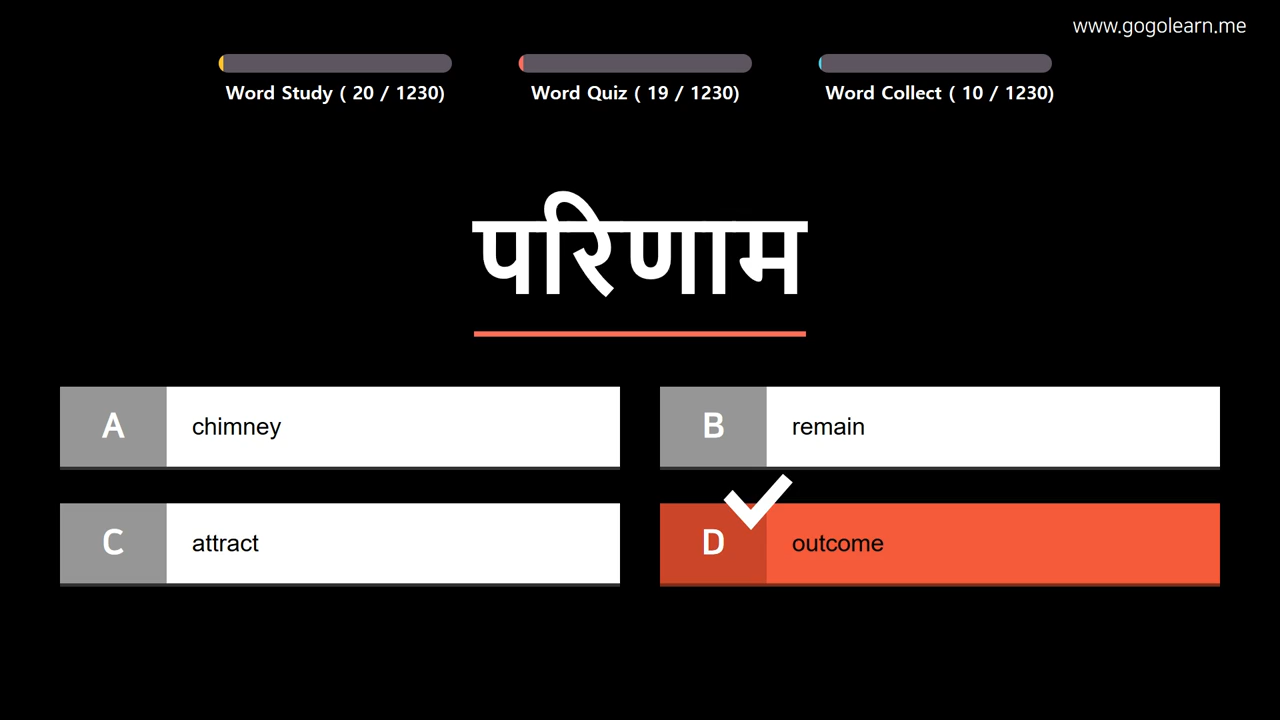 www.gogolearn.me
Word Study ( 20 / 1230)
Word Quiz ( 19 / 1230)
Word Collect ( 10 / 1230)
परिणाम
A chimney
B remain
C attract
D outcome